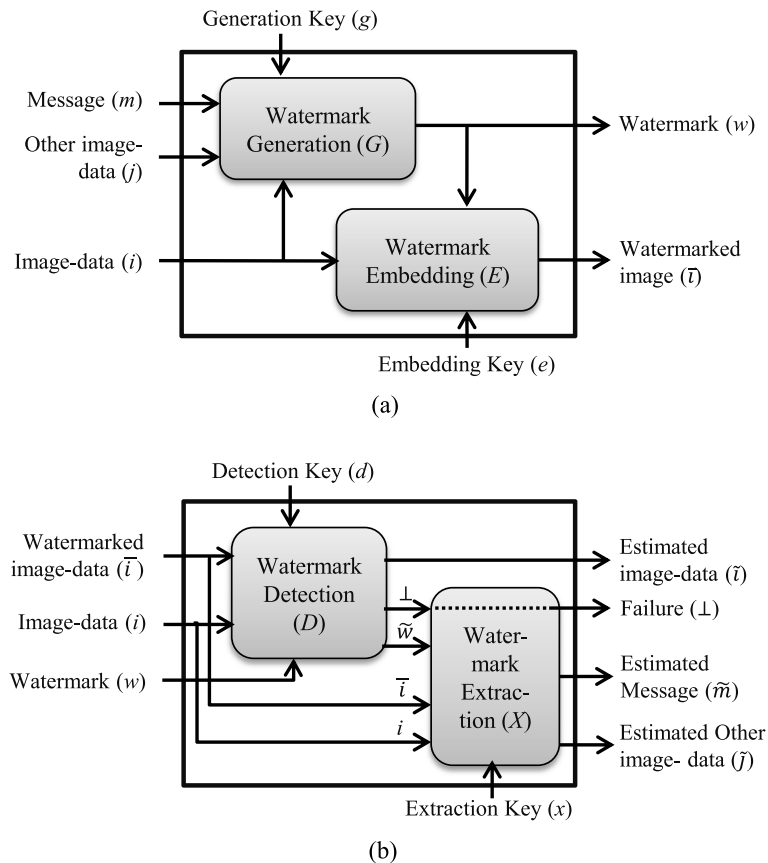 Generation Key (g)
Message (m)
Other image-
data (j)
Watermark
Generation (G)
Watermark (w)
Image-data (i)
Watermark
Embedding (E)
Watermarked
image (ῑ)
Embedding Key (e)
(a)
Detection Key (d)
Watermarked
image-data (i̅)
Image-data (i)
Watermark (w)
Watermark
Detection
(D)
⊥
w̃
i̅
i
Water-
mark
Extrac-
tion (X)
Estimated
image-data (ι̃)
Failure (⊥)
Estimated
Message (m̃)
Estimated Other
image- data (ȷ̃)
Extraction Key (x)
(b)